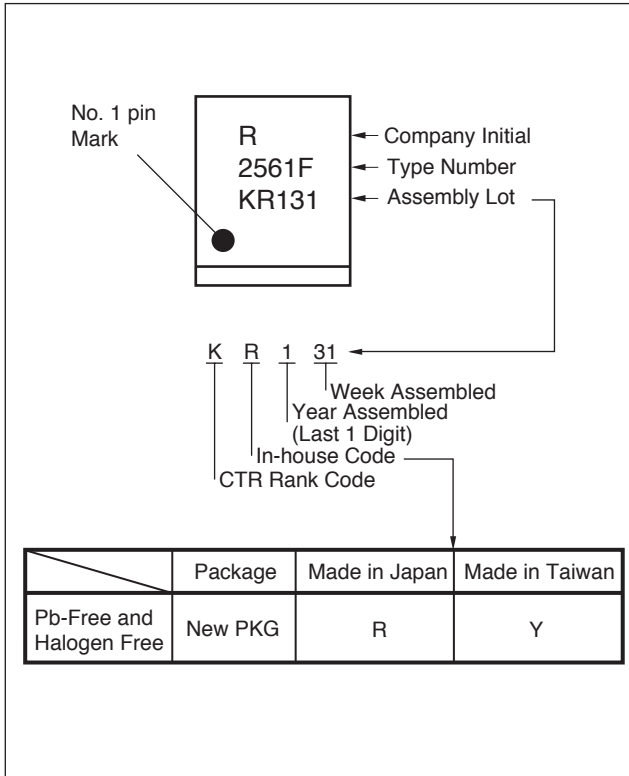 No. 1 pin
Mark
R
2561F
KR131
Company Initial
Type Number
Assembly Lot
K R 1 31
Week Assembled
Year Assembled
(Last 1 Digit)
In-house Code
CTR Rank Code
Package Made in Japan Made in Taiwan
Pb-Free and
Halogen Free New PKG R Y